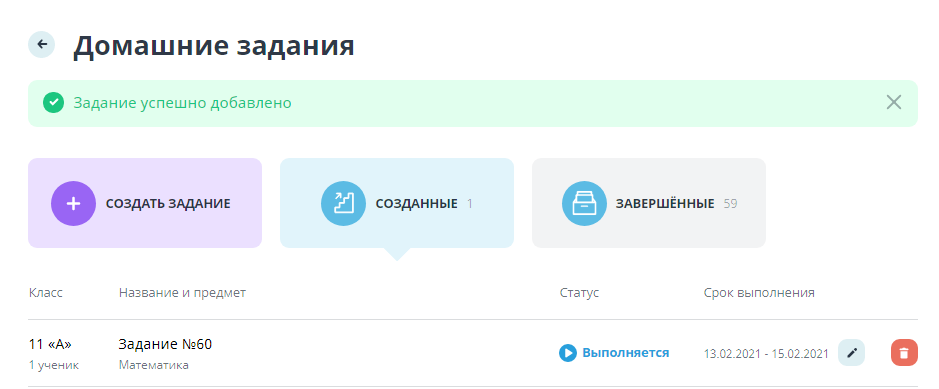 Домашние задания
Задание успешно добавлено
СОЗДАТЬ ЗАДАНИЕ
СОЗДАННЫЕ 1
ЗАВЕРШЁННЫЕ 59
Класс Название и предмет Статус Срок выполнения
11 «А» Задание №60
Выполняется 13.02.2021 - 15.02.2021
1 ученик Математика